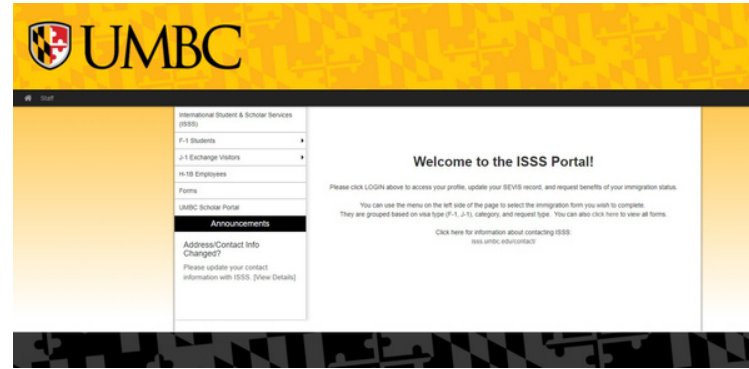 UMBC
Staff
International Student & Scholar Services
(ISSS)
F-1 Students
J-1 Exchange Visitors
H-1B Employees
Forms
UMBC Scholar Portal
Announcements
Address/Contact Info
Changed?
Please update your contact
information with ISSS. [View Details]
Welcome to the ISSS Portal!
Please click LOGIN above to access your profile, update your SEVIS record, and request benefits of your immigration status.
You can use the menu on the left side of the page to select the immigration form you wish to complete.
They are grouped based on visa type (F-1, J-1), category, and request type. You can also click here to view all forms.
Click here for information about contacting ISSS:
isss.umbc.edu/contact/